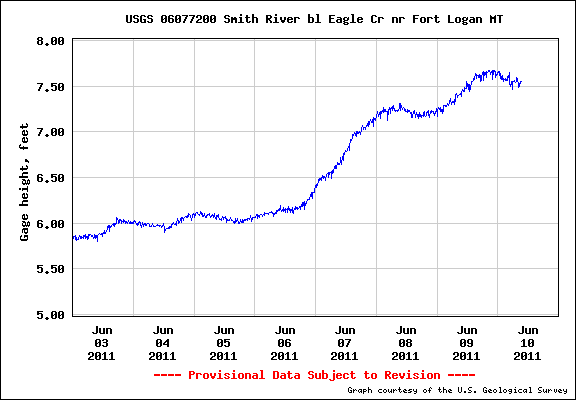 USGS 06077200 Smith River bl Eagle Cr nr Fort Logan MT
8.00
7.50
7.00
6.50
6.00
5.50
5.00
Gage height, feet
Jun Jun Jun Jun Jun Jun Jun Jun
03 04 05 06 07 08 09 10
2011 2011 2011 2011 2011 2011 2011 2011
---- Provisional Data Subject to Revision ----
Graph courtesy of the U.S. Geological Survey